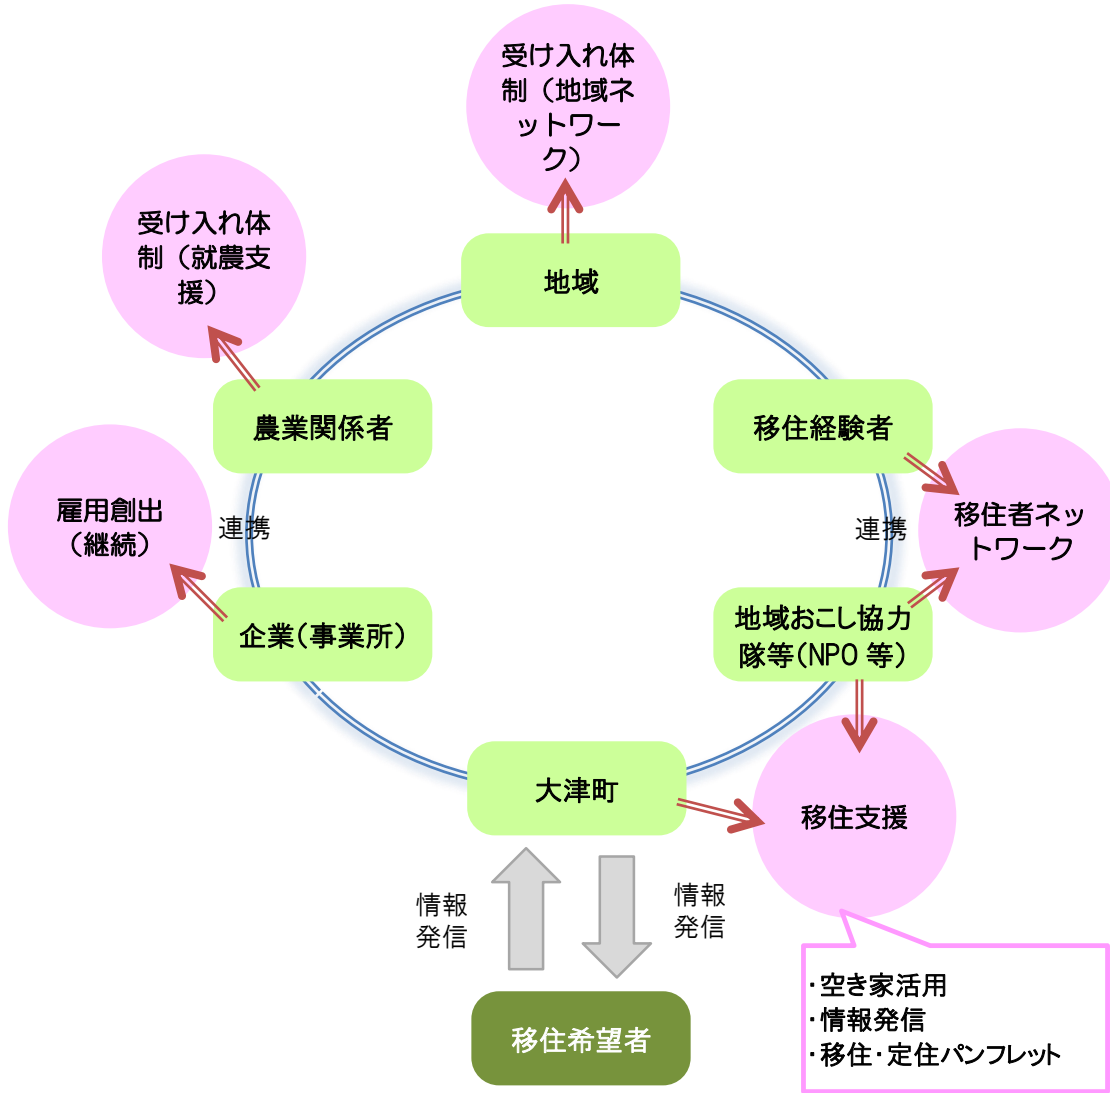 受け入れ体
制（地域ネ
ットワー
ク）
受け入れ体
制（就農支
援）
地域
農業関係者
移住経験者
雇用創出
（継続）
連携
連携
移住者ネッ
トワーク
企業（事業所）
地域おこし協力
隊等（NPO 等）
大津町
移住支援
情報
発信
情報
発信
移住希望者
・空き家活用
・情報発信
・移住・定住パンフレット